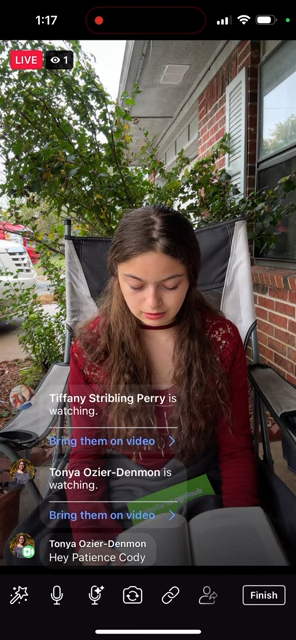 1:17
LIVE 1
Tiffany Stribling Perry is
watching.
Bring them on video
Tonya Ozier-Denmon is
watching.
Bring them on video
Tonya Ozier-Denmon
Hey Patience Cody
Finish